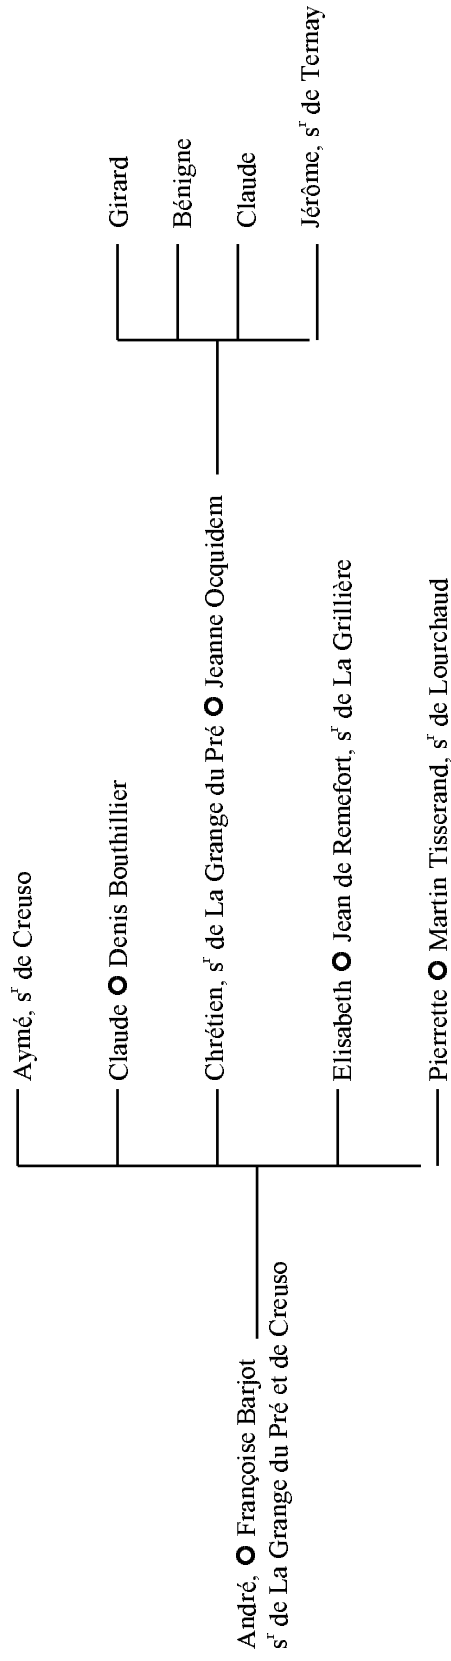 André, O Françoise Barjot
sʳ de La Grange du Pré et de Creuso
Aymé, sʳ de Creuso
Claude O Denis Bouthillier
Chrétien, sʳ de La Grange du Pré O Jeanne Ocquidem
Elisabeth O Jean de Remefort, sʳ de La Grillière
Pierrette O Martin Tisserand, sʳ de Lourchaud
Girard
Bénigne
Claude
Jérôme, sʳ de Ternay